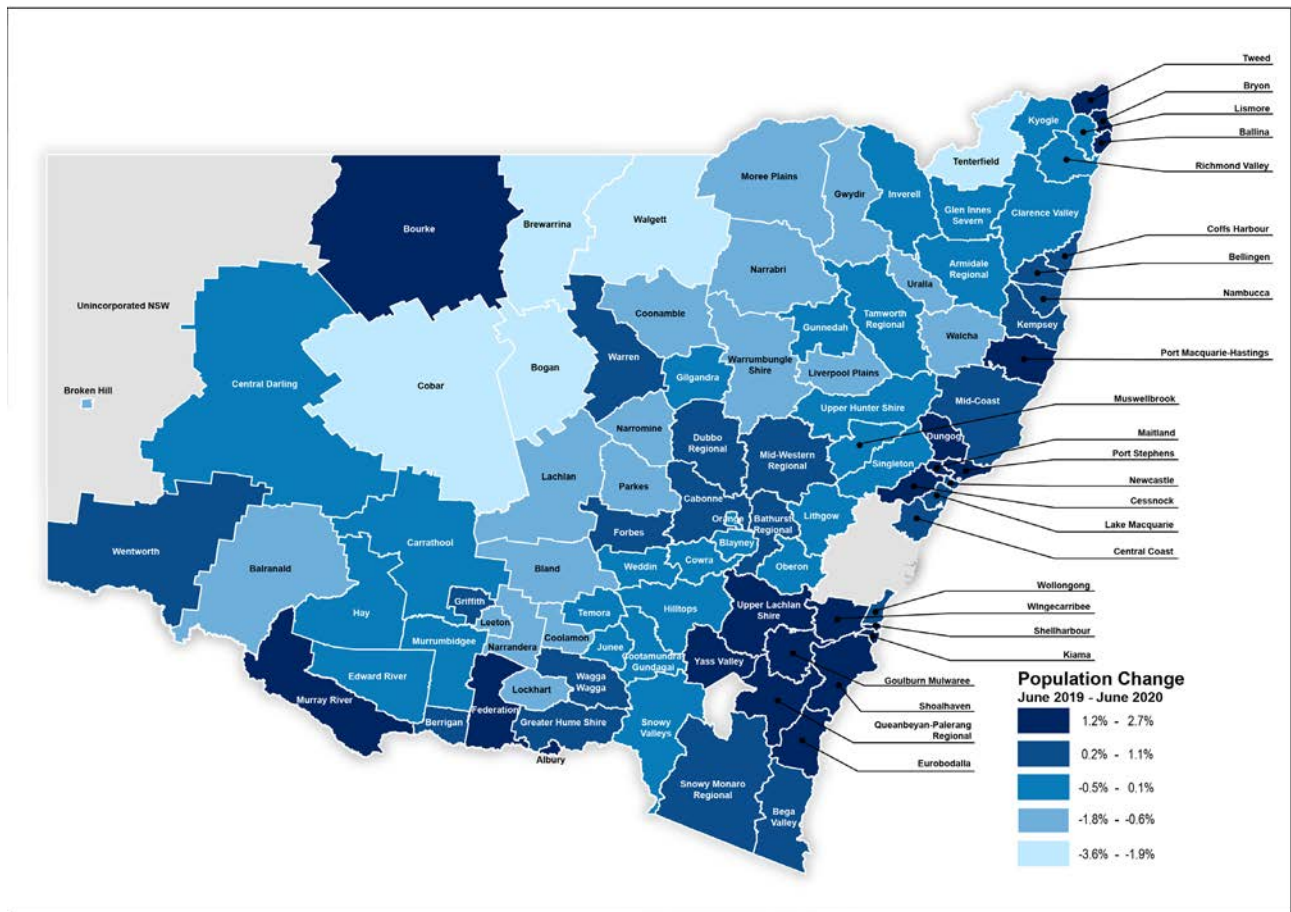 Tweed
Bryon
Lismore
Ballina
Richmond Valley
Kyogle
Tenterfield
Moree Plains
Gwydir
Inverell
Glen Innes
Severn
Clarence Valley
Bourke
Brewarrina
Walgett
Coffs Harbour
Bellingen
Nambucca
Narrabri
Armidale
Regional
Uralla
Unincorporated NSW
Coonamble
Gunnedah
Tamworth
Regional
Walcha
Kempsey
Port Macquarie-Hastings
Warren
Warrumbungle
Shire
Liverpool Plains
Bogan
Gilgandra
Central Darling
Cobar
Broken Hill
Upper Hunter Shire
Mid-Coast
Muswellbrook
Narromine
Dubbo
Regional
Mid-Western
Regional
Dungog
Maitland
Port Stephens
Singleton
Newcastle
Cessnock
Lake Macquarie
Central Coast
Lachlan
Parkes
Cabonne
Orange
Bathurst
Regional
Lithgow
Forbes
Blayney
Carrathool
Wentworth
Balranald
Bland
Weddin
Cowra
Oberon
Wollongong
WIngecarribee
Shellharbour
Kiama
Griffith
Hay
Leeton
Temora
Hilltops
Upper Lachlan
Shire
Murrumbidgee
Narrandera
Coolamon
Junee
Cootamundra
Gundagai
Yass Valley
Goulburn Mulwaree
Shoalhaven
Queanbeyan-Palerang
Regional
Eurobodalla
Edward River
Murray River
Lockhart
Wagga
Wagga
Federation
Berrigan
Greater Hume Shire
Albury
Snowy
Valleys
Snowy Monaro
Regional
Bega
Valley
Population Change
June 2019 - June 2020
1.2% - 2.7%
0.2% - 1.1%
-0.5% - 0.1%
-1.8% - -0.6%
-3.6% - -1.9%